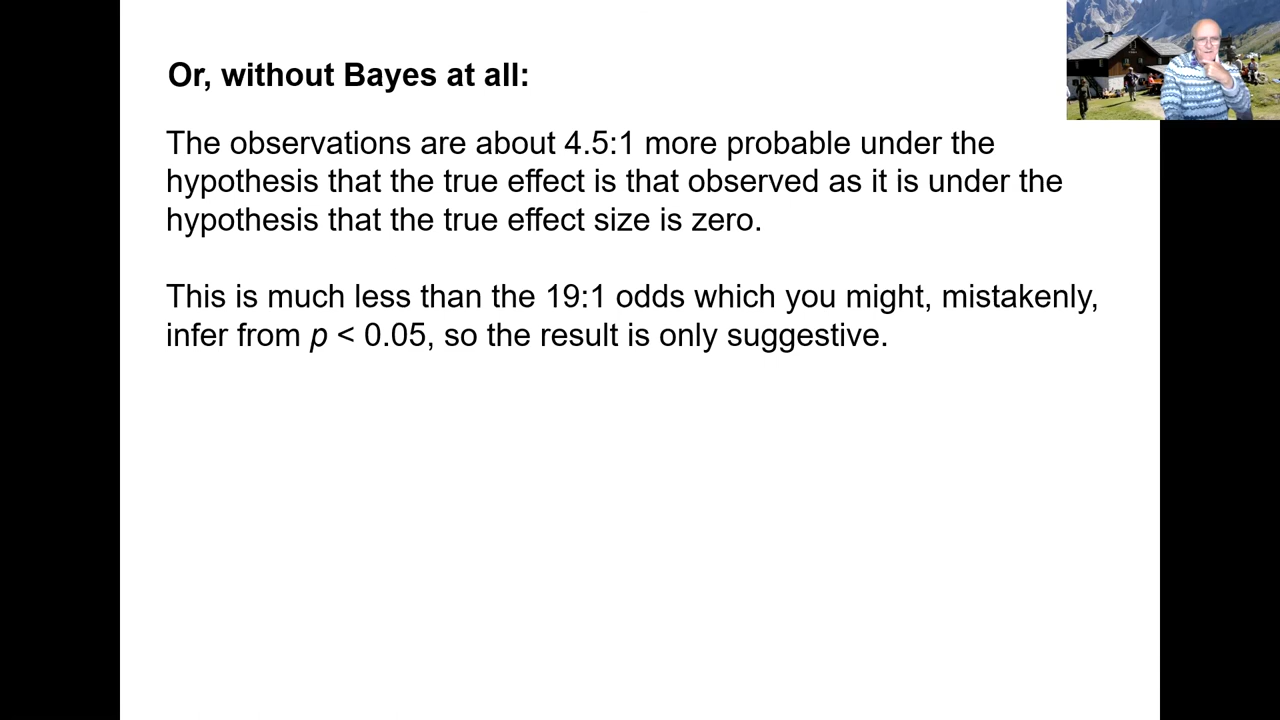 Or, without Bayes at all:
The observations are about 4.5:1 more probable under the
hypothesis that the true effect is that observed as it is under the
hypothesis that the true effect size is zero.
This is much less than the 19:1 odds which you might, mistakenly,
infer from p < 0.05, so the result is only suggestive.